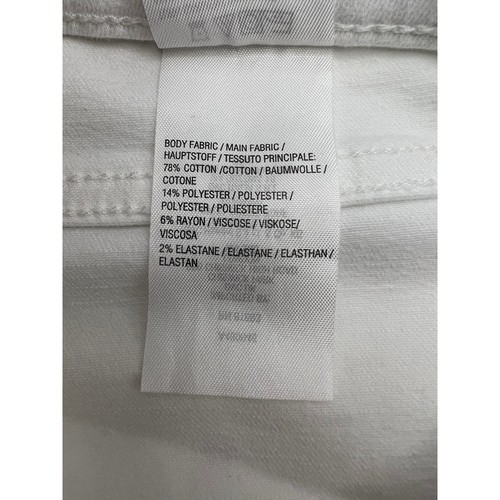 BODY FABRIC / MAIN FABRIC /
HAUPTSTOFF / TESSUTO PRINCIPALE:
78% COTTON /COTTON / BAUMWOLLE /
COTONE
14% POLYESTER / POLYESTER /
POLYESTER / POLIESTERE
6% RAYON / VISCOSE / VISKOSE/
VISCOSA
2% ELASTANE / ELASTANE / ELASTHAN /
ELASTAN